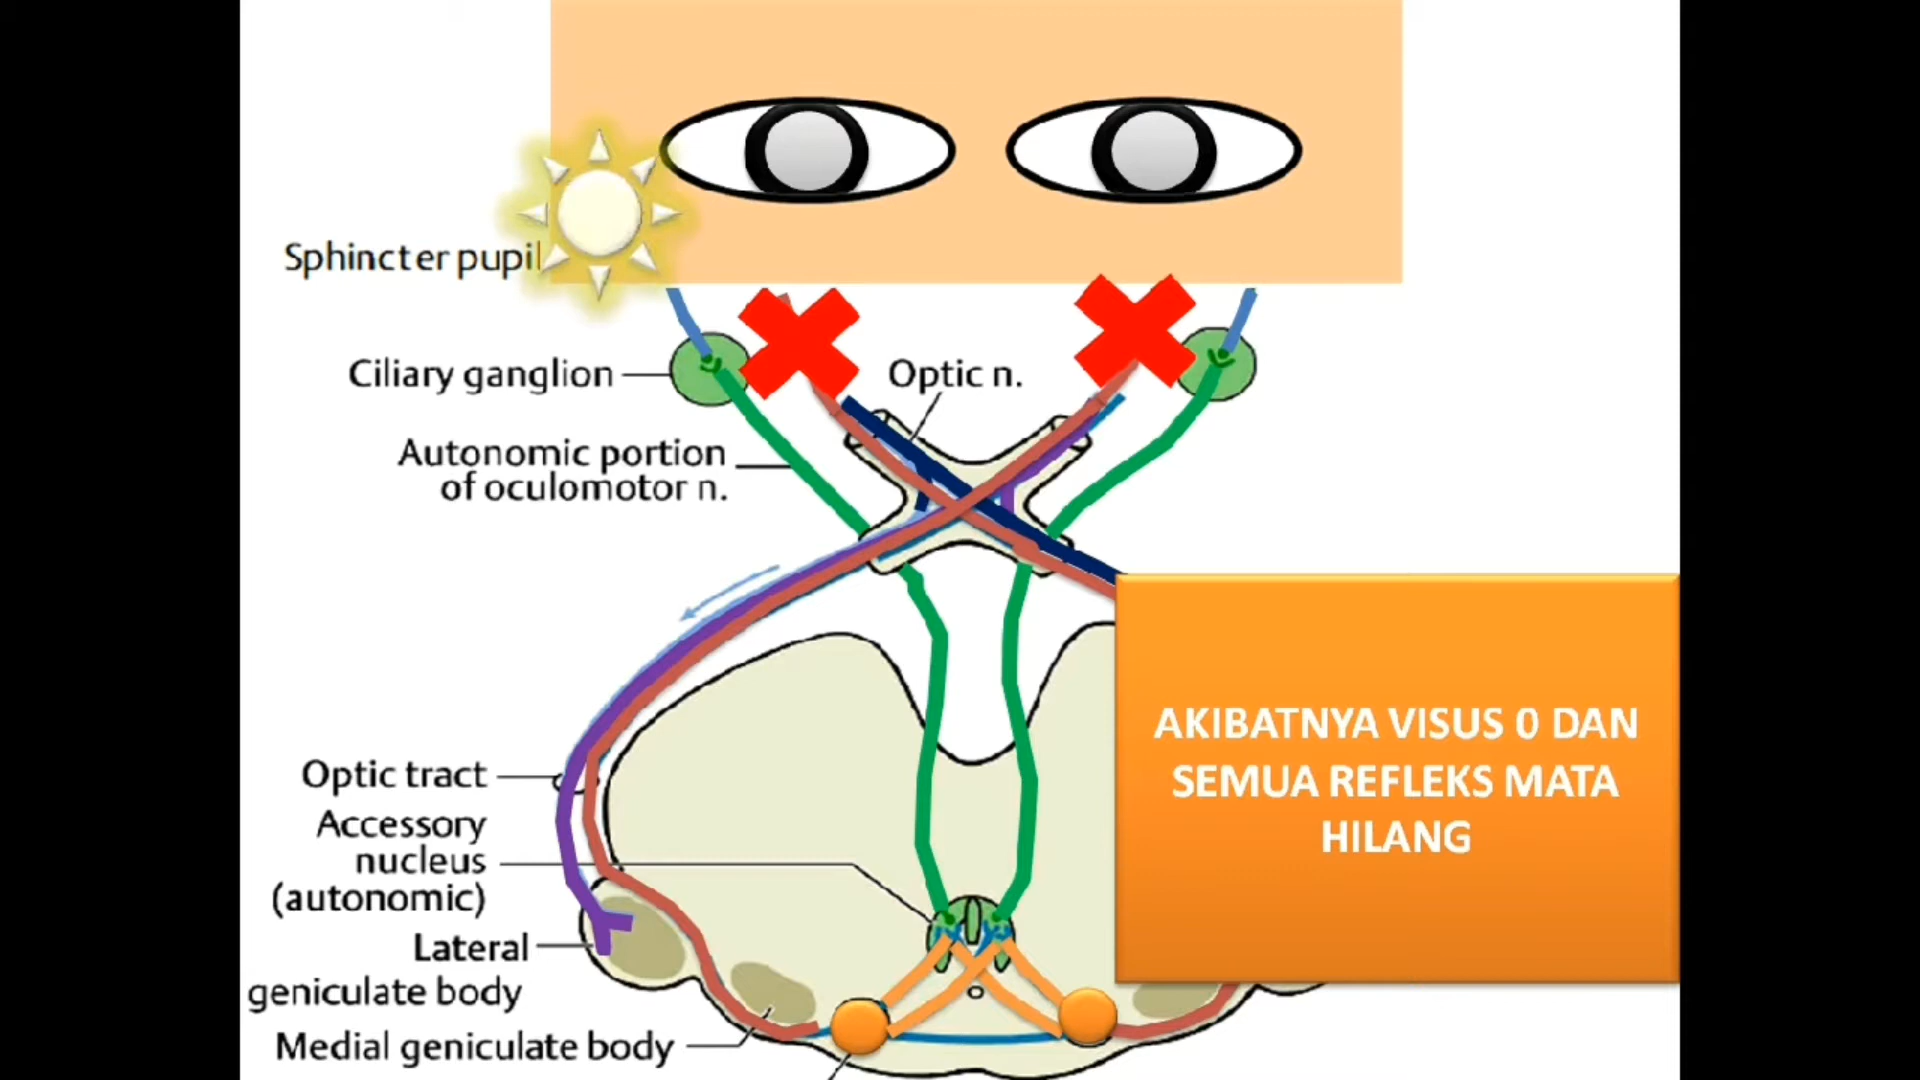 Sphincter pupil
Ciliary ganglion
Optic n.
Autonomic portion
of oculomotor n.
Optic tract
Accessory
nucleus
(autonomic)
Lateral
geniculate body
Medial geniculate body
AKIBATNYA VISUS 0 DAN
SEMUA REFLEKS MATA
HILANG